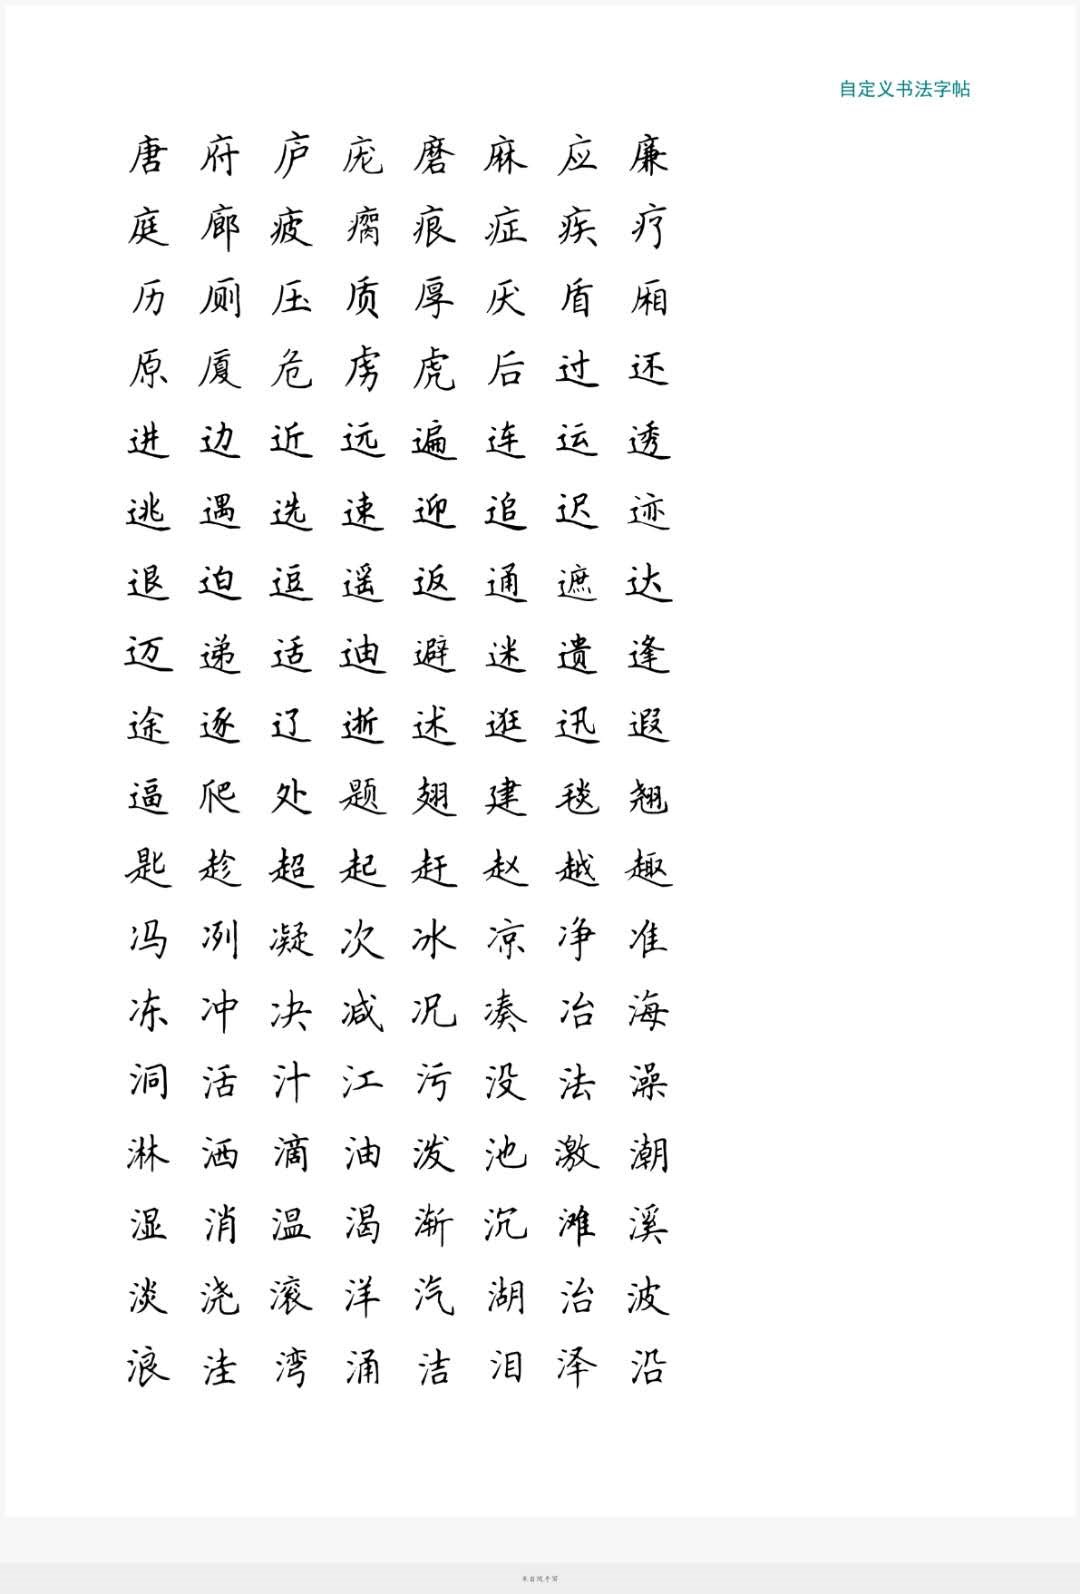 自定义书法字帖
唐 府 庐 庞 磨 麻 应 廉
庭 廊 疲 瘸 痕 症 疾 疗
历 厕 压 质 厚 厌 盾 厢
原 厦 危 虏 虎 后 过 还
进 边 近 远 遍 连 运 透
逃 遇 选 速 迎 追 迟 迹
退 迫 逗 遥 返 通 遮 达
迈 递 适 迪 避 迷 遗 逢
途 逐 辽 逝 述 逛 迅 遐
逼 爬 处 题 翅 建 毯 翘
匙 趁 超 起 赶 赵 越 趣
冯 冽 凝 次 冰 凉 净 准
冻 冲 决 减 况 凑 冶 海
洞 活 汁 江 污 没 法 澡
淋 洒 滴 油 泼 池 激 潮
湿 消 温 渴 渐 沉 滩 溪
淡 浇 滚 洋 汽 湖 治 波
浪 洼 湾 涌 洁 泪 泽 沿